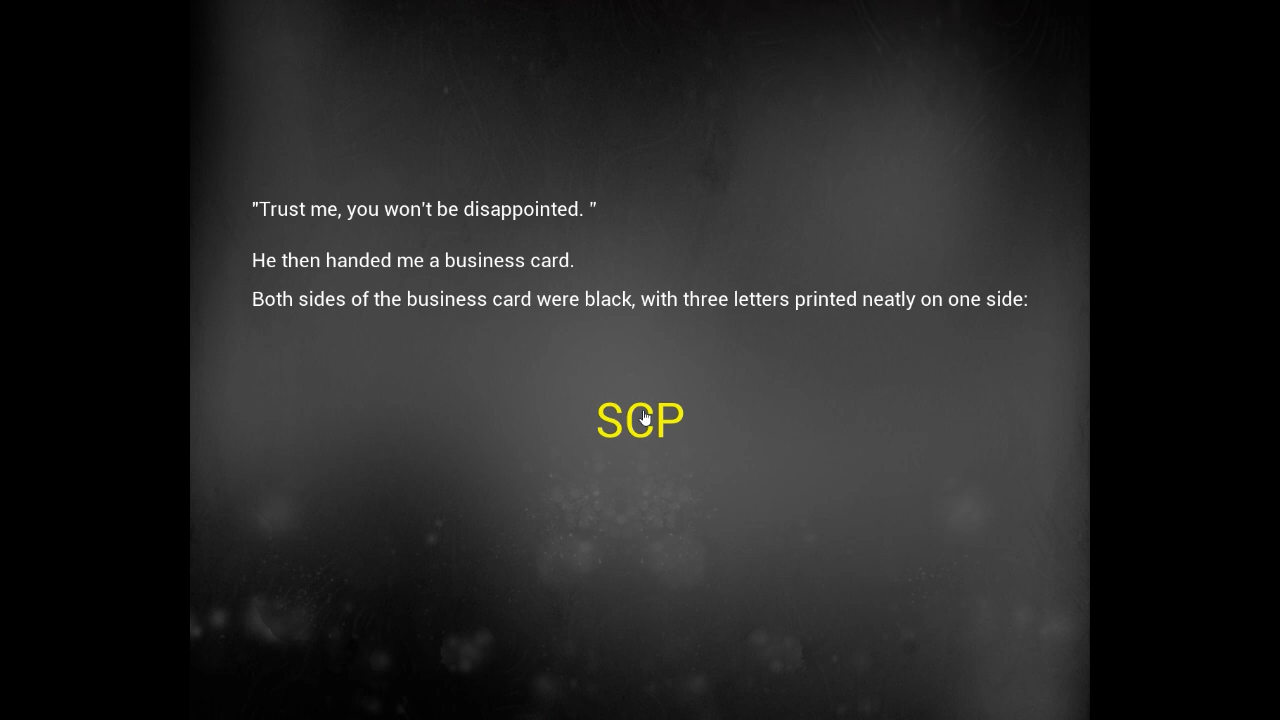 "Trust me, you won't be disappointed. ”
He then handed me a business card.
Both sides of the business card were black, with three letters printed neatly on one side:
SCP